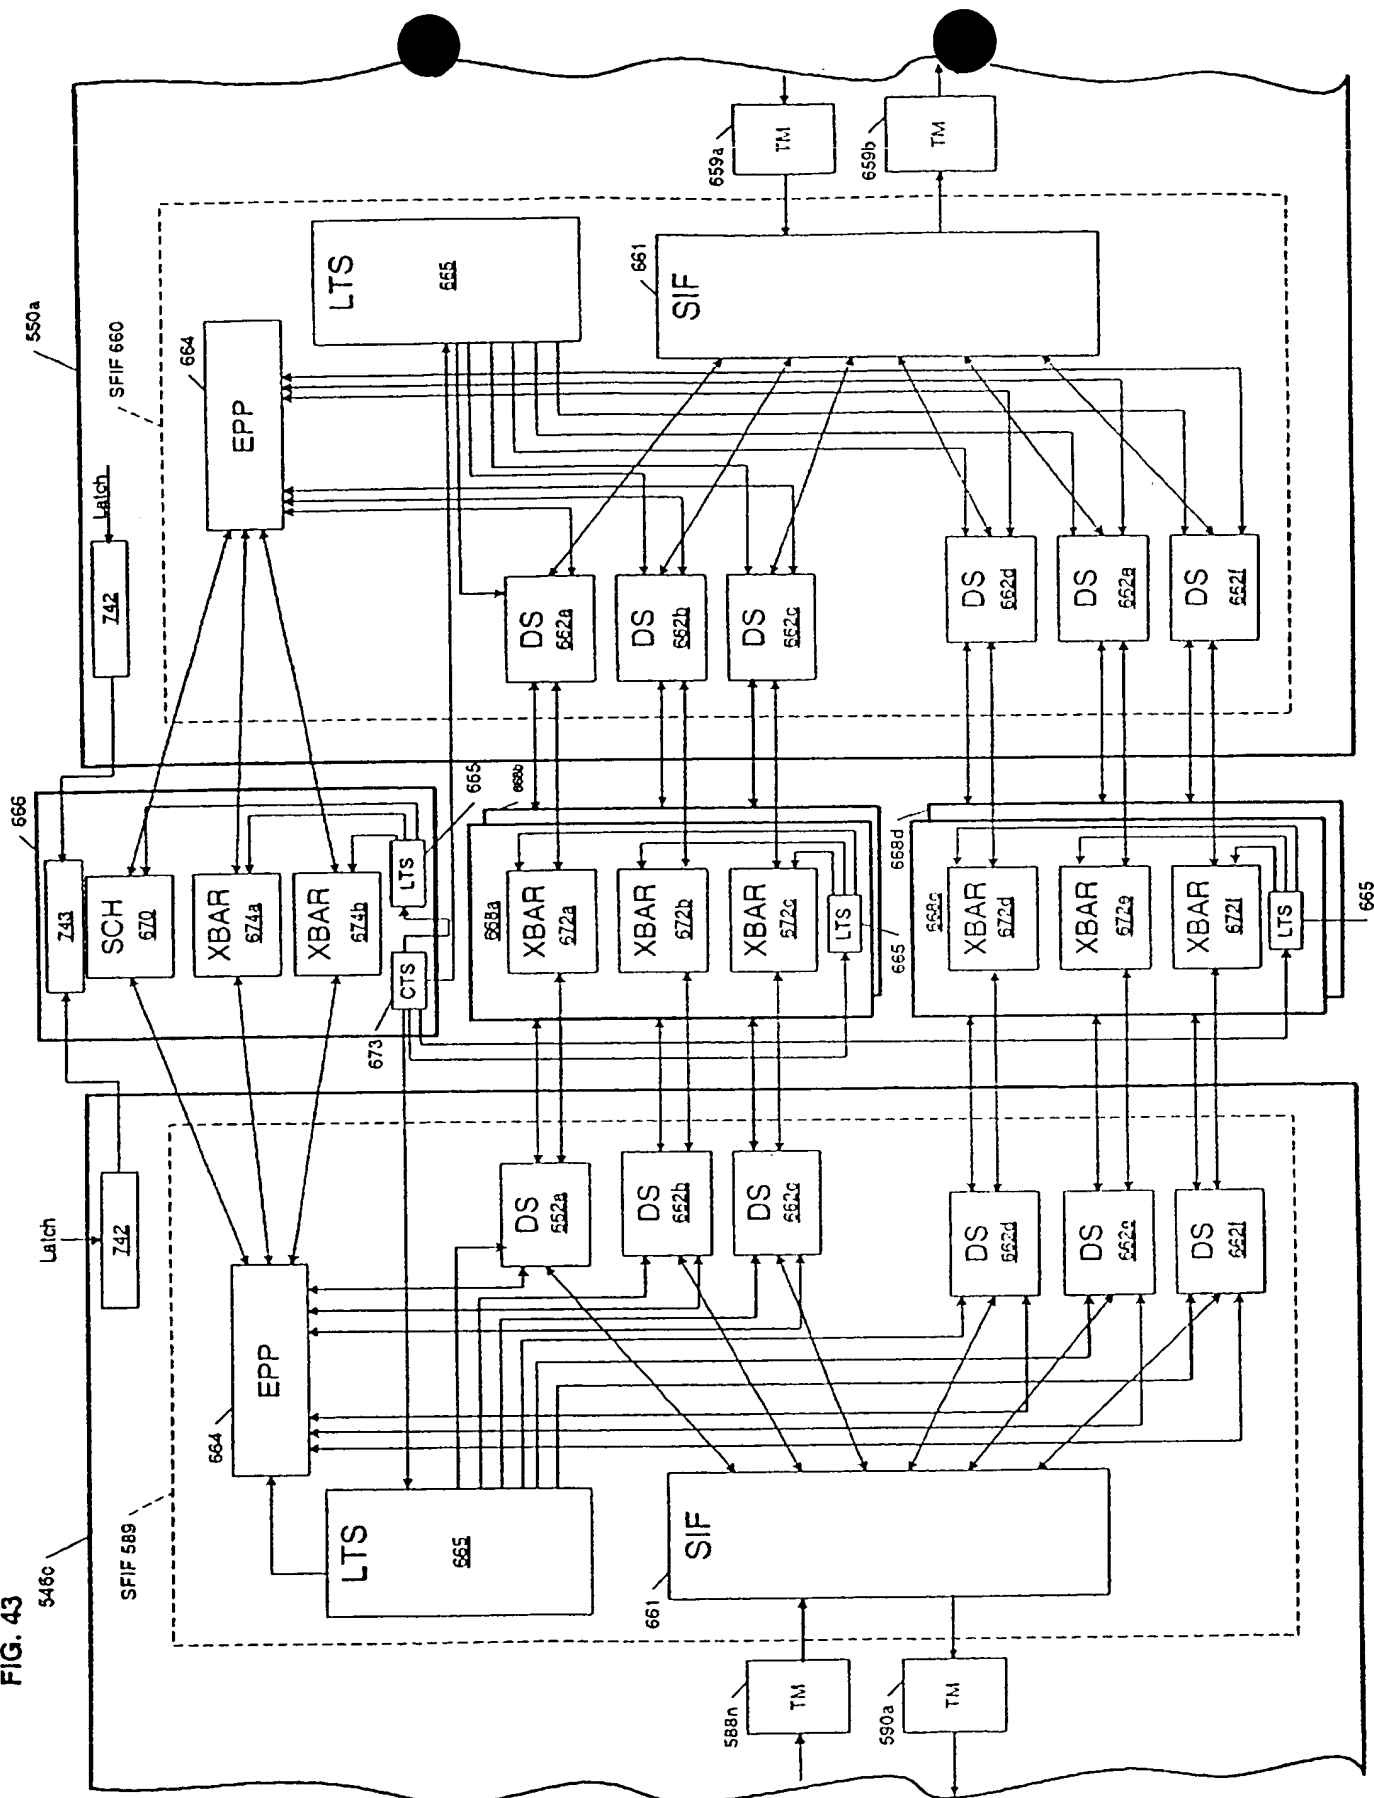 FIG. 43
546c
SFIF 589
Latch
742
664
EPP
LTS
665
661
SIF
588n
TM
590a
TM
DS
662a
DS
662b
DS
662c
DS
662d
DS
662e
DS
662f
666
743
SCH
670
XBAR
674a
XBAR
674b
LTS
665
CTS
673
668a
668b
XBAR
672a
XBAR
672b
XBAR
672c
LTS
665
668c
668d
XBAR
672d
XBAR
672e
XBAR
672f
LTS
665
550a
SFIF 660
Latch
742
664
EPP
LTS
665
661
SIF
659a
TM
659b
TM
DS
662a
DS
662b
DS
662c
DS
662d
DS
662e
DS
662f